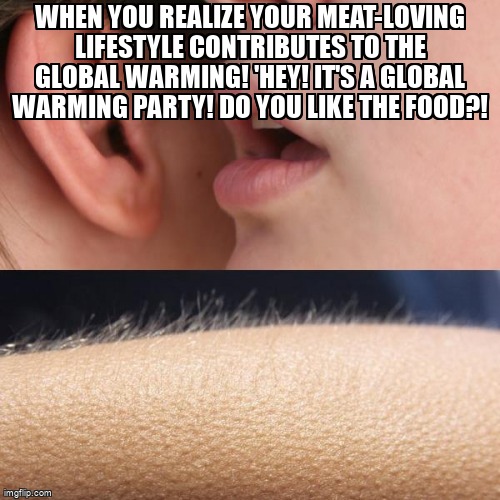 WHEN YOU REALIZE YOUR MEAT-LOVING
LIFESTYLE CONTRIBUTES TO THE
GLOBAL WARMING! 'HEY! IT'S A GLOBAL
WARMING PARTY! DO YOU LIKE THE FOOD?!
imgflip.com